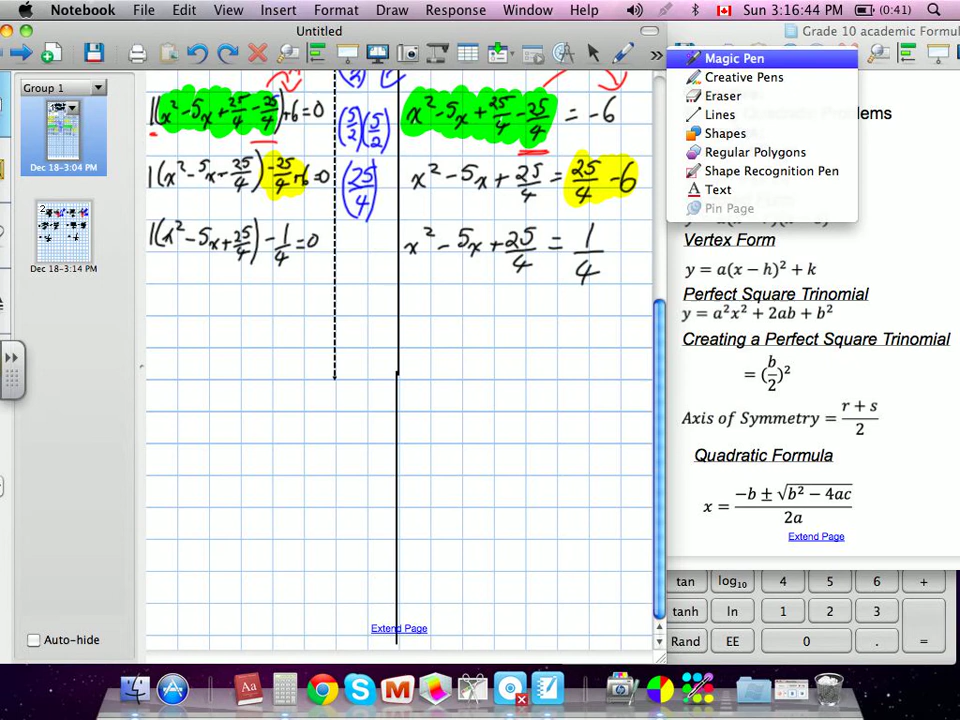 Notebook File Edit View Insert Format Draw Response Window Help Sun 3:16:44 PM (0:41)
Untitled
Grade 10 academic Formul
Group 1
Dec 18-3:04 PM
Dec 18-3:14 PM
Auto-hide
1(x² - 5x + 25/4 - 25/4) + 6 = 0
1(x² - 5x + 25/4) - 25/4 + 6 = 0
1(x² - 5x + 25/4) - 1/4 = 0
(5/2)(5/2)
(25/4)
x² - 5x + 25/4 - 25/4 = -6
x² - 5x + 25/4 = 25/4 - 6
x² - 5x + 25/4 = 1/4
Extend Page
Magic Pen
Creative Pens
Eraser
Lines
Shapes
Regular Polygons
Shape Recognition Pen
Text
Pin Page
Problems
Vertex Form
y = a(x − h)² + k
Perfect Square Trinomial
y = a²x² + 2ab + b²
Creating a Perfect Square Trinomial
= (b/2)²
Axis of Symmetry = r + s / 2
Quadratic Formula
x = −b ± √b² − 4ac / 2a
Extend Page
tan log₁₀ 4 5 6 +
tanh ln 1 2 3
Rand EE 0 . =